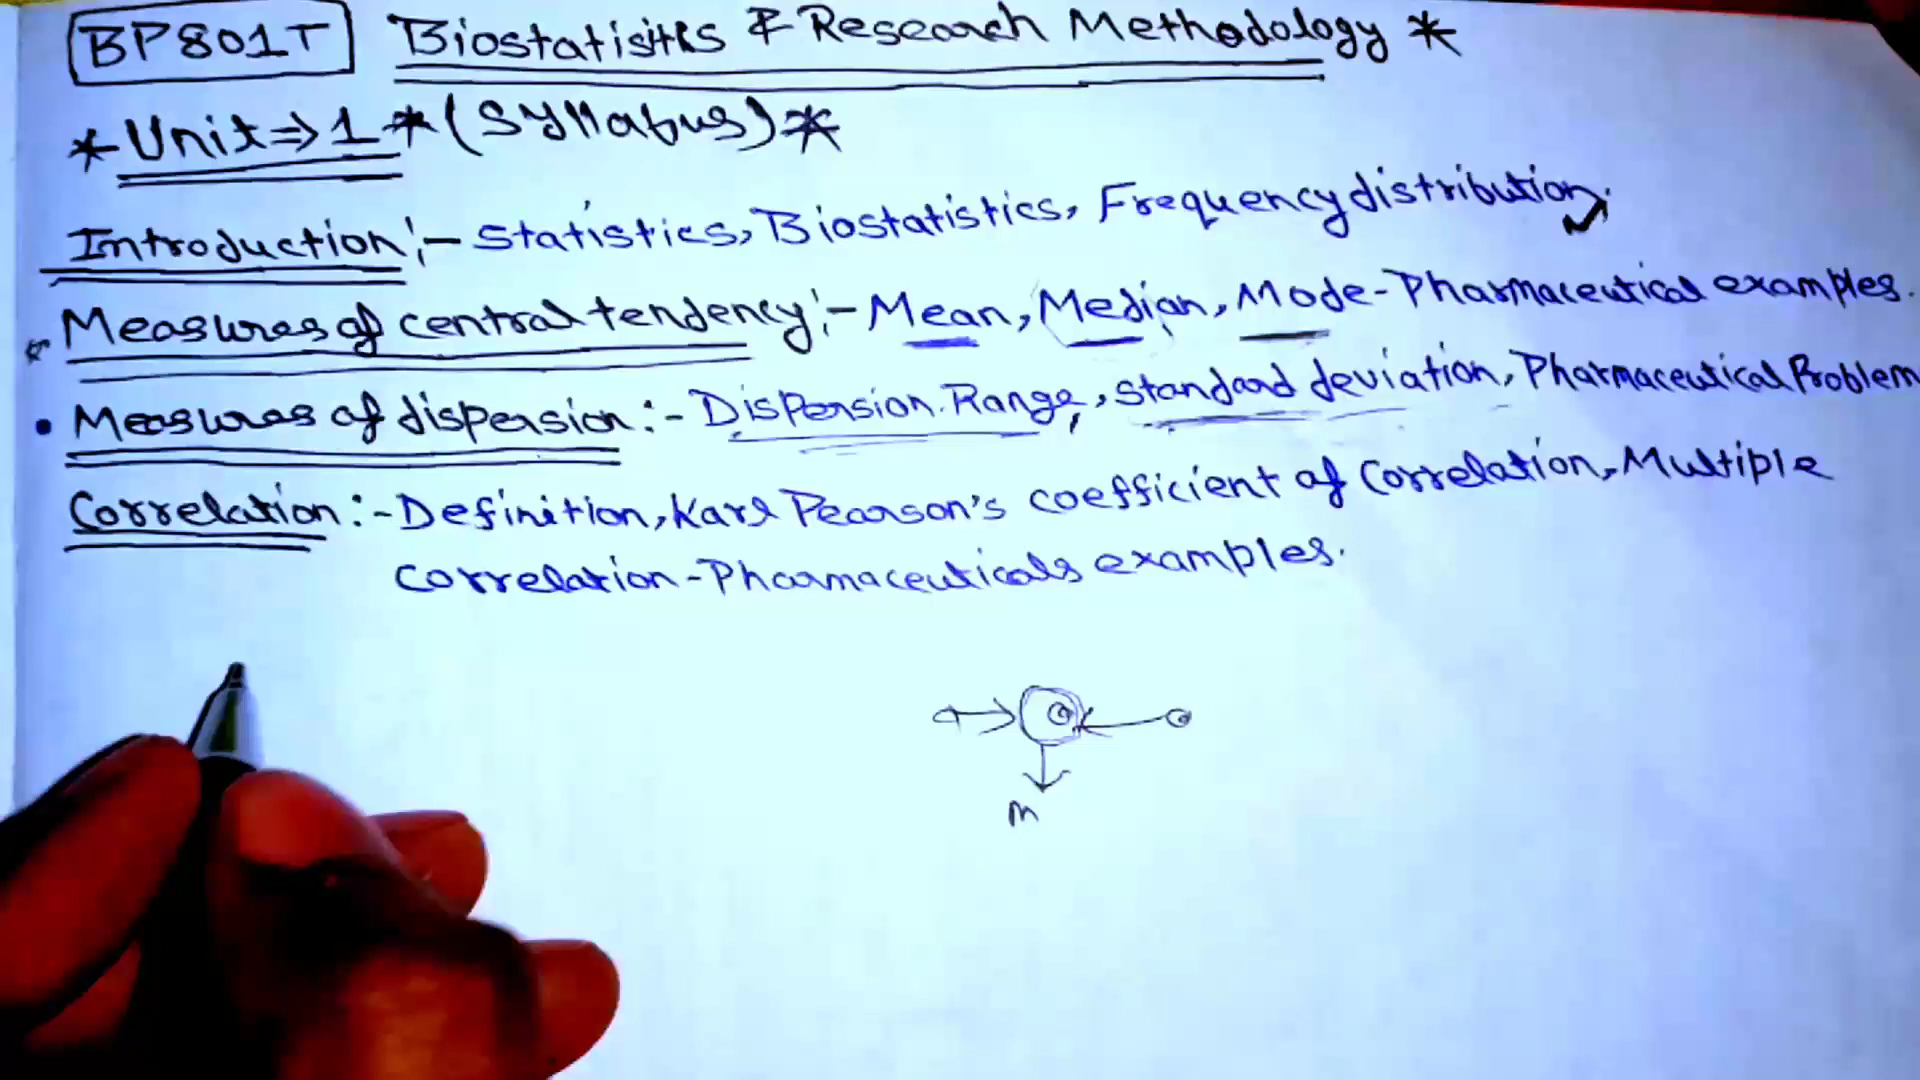 BP801T Biostatisitcs & Research Methodology *
* Unit⇒1 * (Syllabus) *
Introduction:- Statistics, Biostatistics, Frequency distribution.
* Measures of central tendency:- Mean, Median, Mode-Pharmaceutical examples.
• Measures of dispersion:- Dispersion. Range, standard deviation, Pharmaceutical Problem
Correlation:- Definition, Karl Pearson's coefficient of Correlation, Multiple
correlation-Pharmaceuticals examples.
m